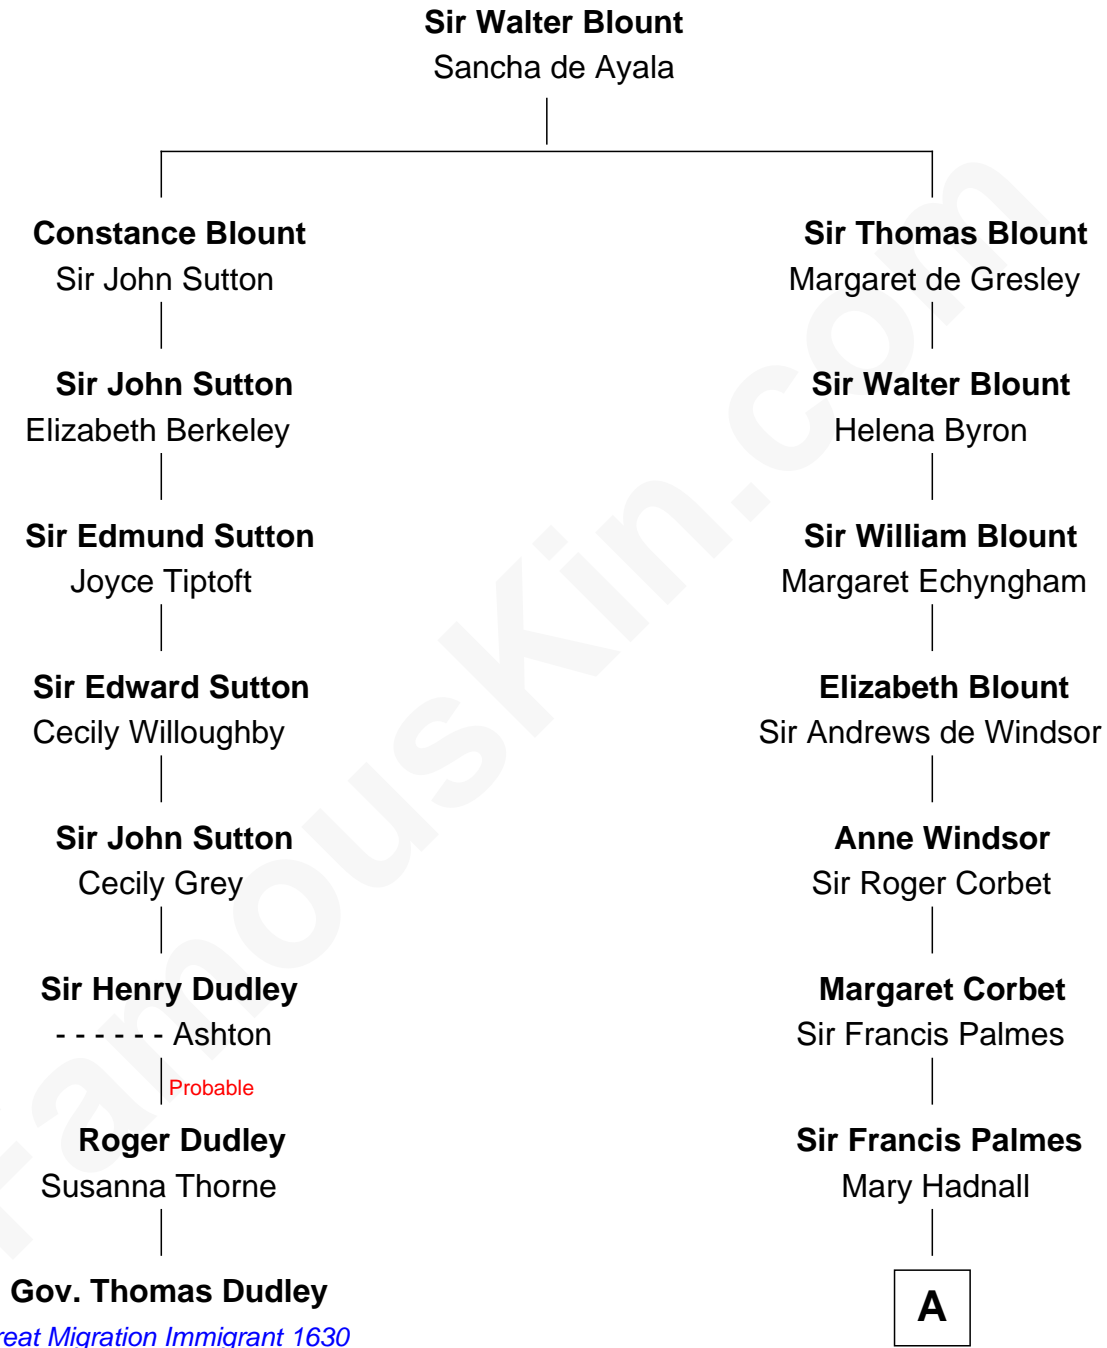 Sir Walter Blount
Sancha de Ayala
Constance Blount
Sir John Sutton
Sir John Sutton
Elizabeth Berkeley
Sir Edmund Sutton
Joyce Tiptoft
Sir Edward Sutton
Cecily Willoughby
Sir John Sutton
Cecily Grey
Sir Henry Dudley
- - - - - - Ashton
Probable
Roger Dudley
Susanna Thorne
Gov. Thomas Dudley
reat Migration Immigrant 1630
Sir Thomas Blount
Margaret de Gresley
Sir Walter Blount
Helena Byron
Sir William Blount
Margaret Echyngham
Elizabeth Blount
Sir Andrews de Windsor
Anne Windsor
Sir Roger Corbet
Margaret Corbet
Sir Francis Palmes
Sir Francis Palmes
Mary Hadnall
A
FamousKin.com